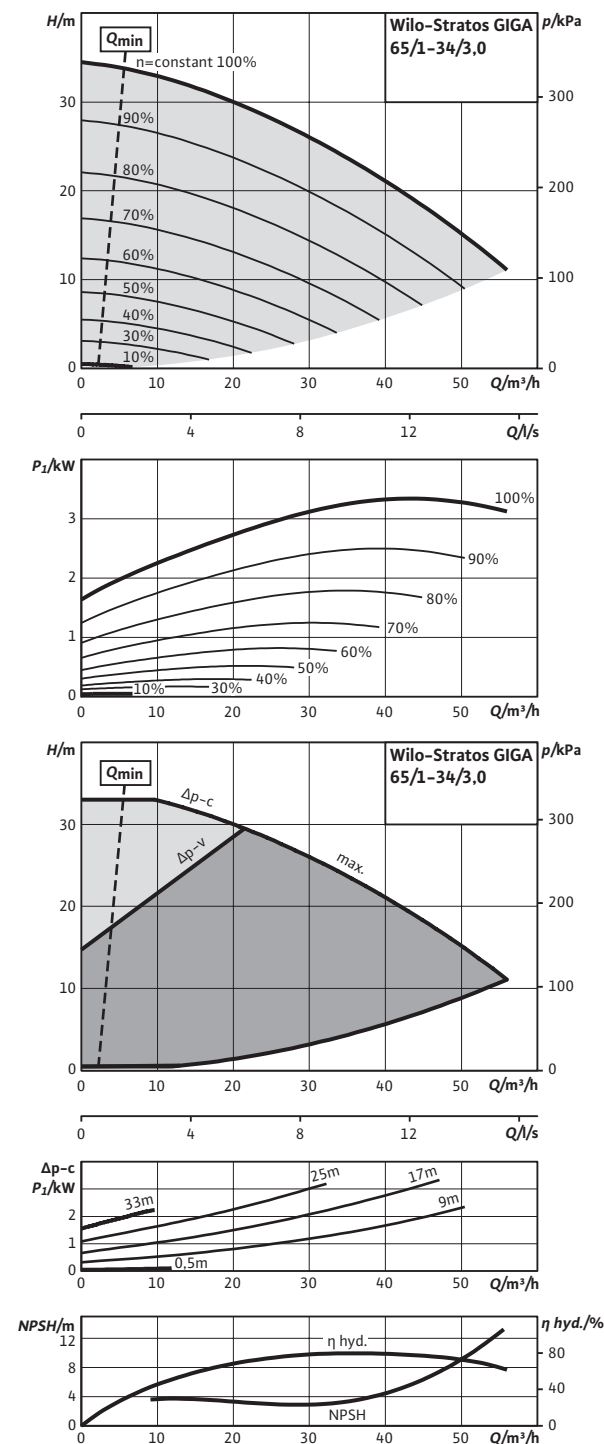 H/m
Qmin
n=constant 100%
Wilo-Stratos GIGA
65/1-34/3,0
p/kPa
90%
80%
70%
60%
50%
40%
30%
10%
30
20
10
0
300
200
100
0
0 10 20 30 40 50 Q/m³/h
0 4 8 12 Q/l/s
P1/kW
3
2
1
0
100%
90%
80%
70%
60%
50%
40%
30%
10%
0 10 20 30 40 50 Q/m³/h
H/m
Qmin
Δp-c
Δp-v
max.
Wilo-Stratos GIGA
65/1-34/3,0
p/kPa
30
20
10
0
300
200
100
0
0 10 20 30 40 50 Q/m³/h
0 4 8 12 Q/l/s
Δp-c
P1/kW
2
1
0
33m
25m
17m
9m
0,5m
0 10 20 30 40 50 Q/m³/h
NPSH/m
12
8
4
0
η hyd.
NPSH
η hyd./%
80
40
0
0 10 20 30 40 50 Q/m³/h